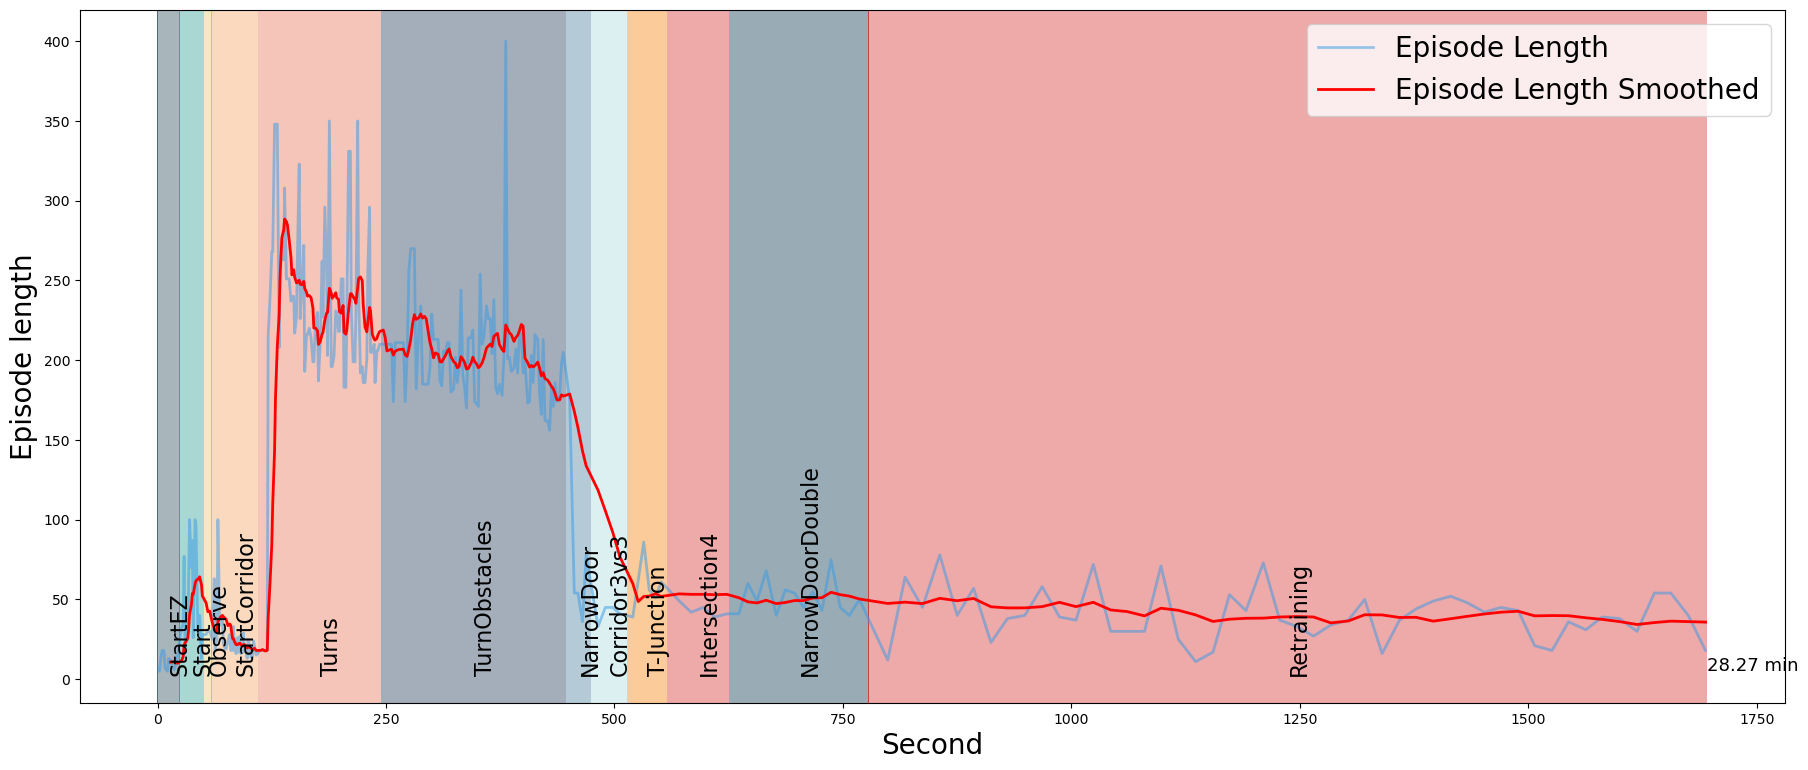 Episode Length
Episode Length Smoothed
Episode length
400
350
300
250
200
150
100
50
0
StartEZ
Start
Observe
StartCorridor
Turns
TurnObstacles
NarrowDoor
Corridor3vs3
T-Junction
Intersection4
NarrowDoorDouble
Retraining
28.27 min
0
250
500
750
1000
1250
1500
1750
Second